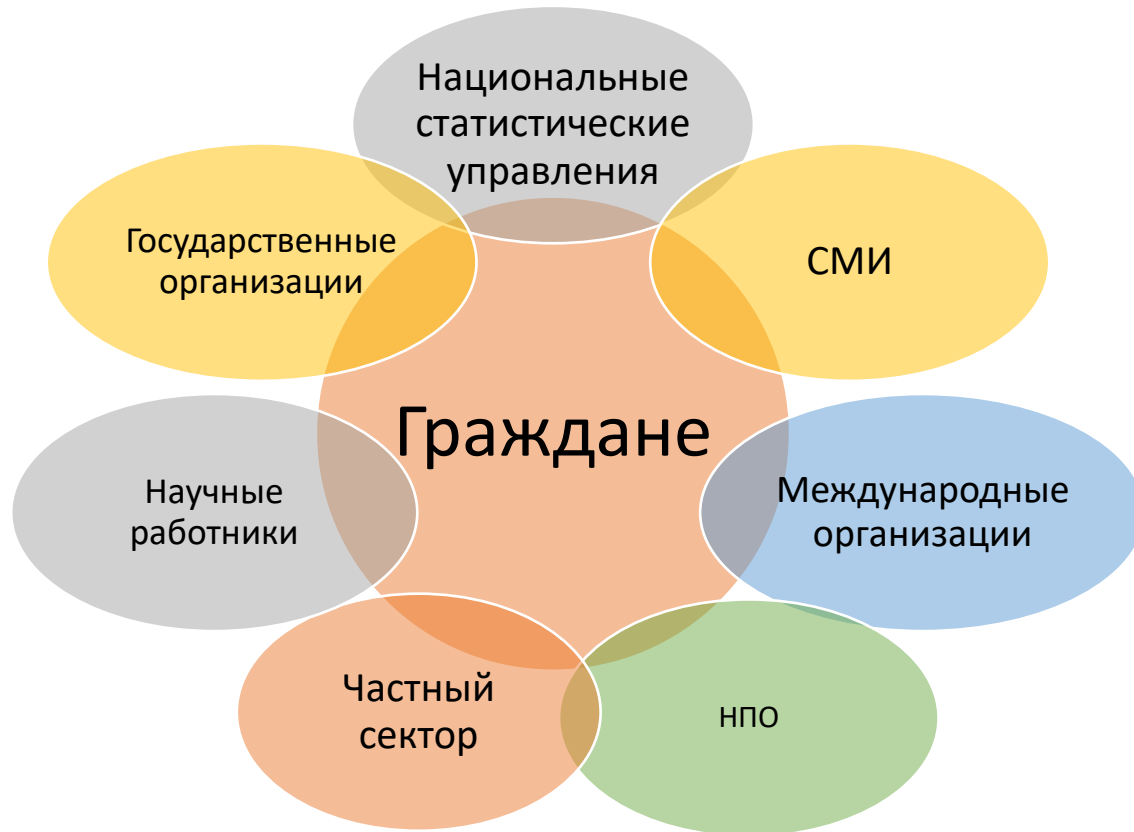 Национальные
статистические
управления
Государственные
организации
СМИ
Граждане
Научные
работники
Международные
организации
Частный
сектор
НПО